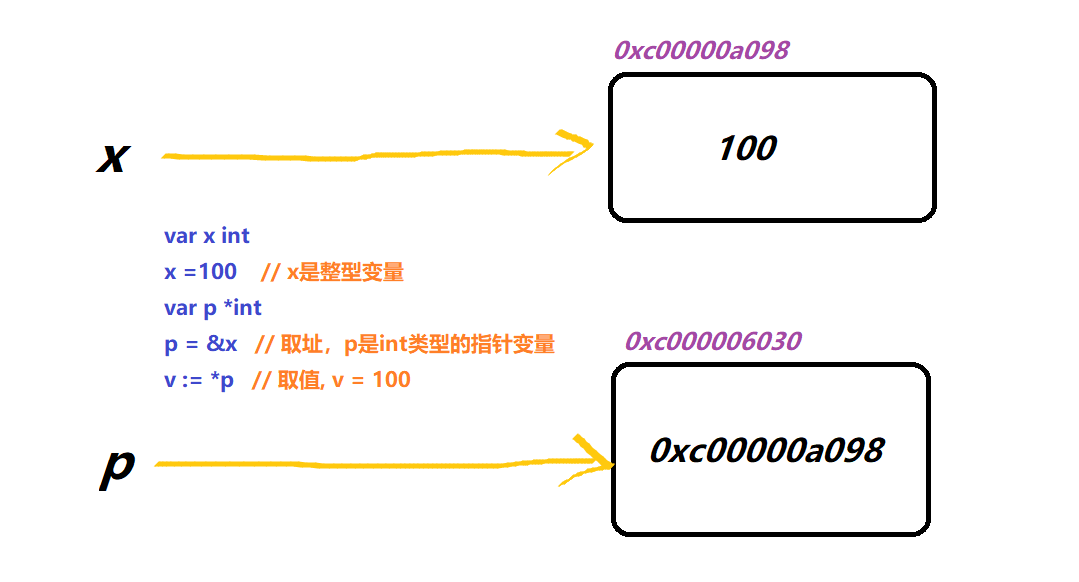 0xc00000a098
x
100
var x int
x =100 // x是整型变量
var p *int
p = &x // 取址，p是int类型的指针变量
v := *p // 取值, v = 100
0xc000006030
p
0xc00000a098